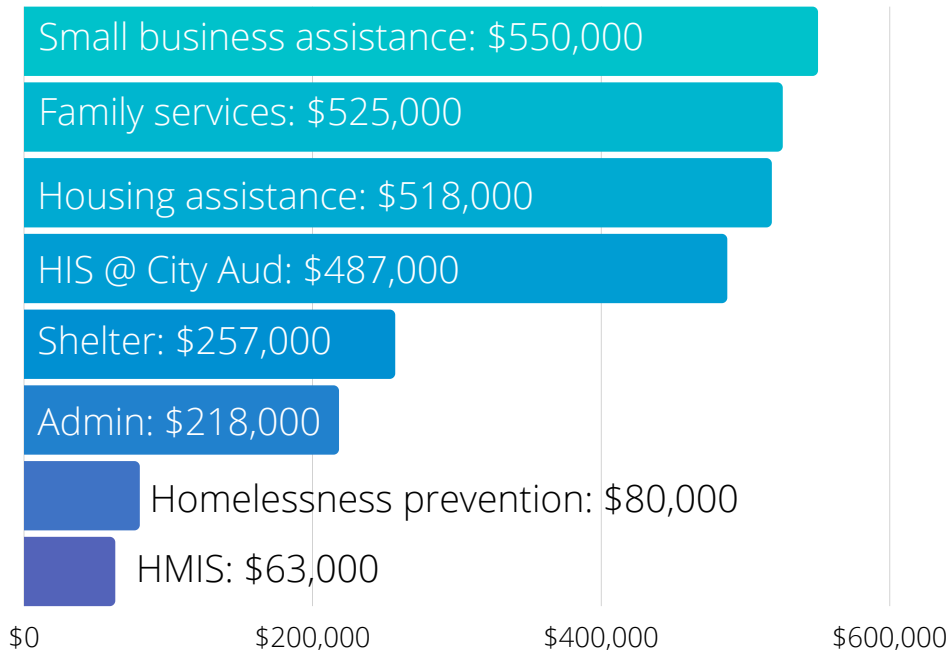 Small business assistance: $550,000
Family services: $525,000
Housing assistance: $518,000
HIS @ City Aud: $487,000
Shelter: $257,000
Admin: $218,000
Homelessness prevention: $80,000
HMIS: $63,000
$0 $200,000 $400,000 $600,000